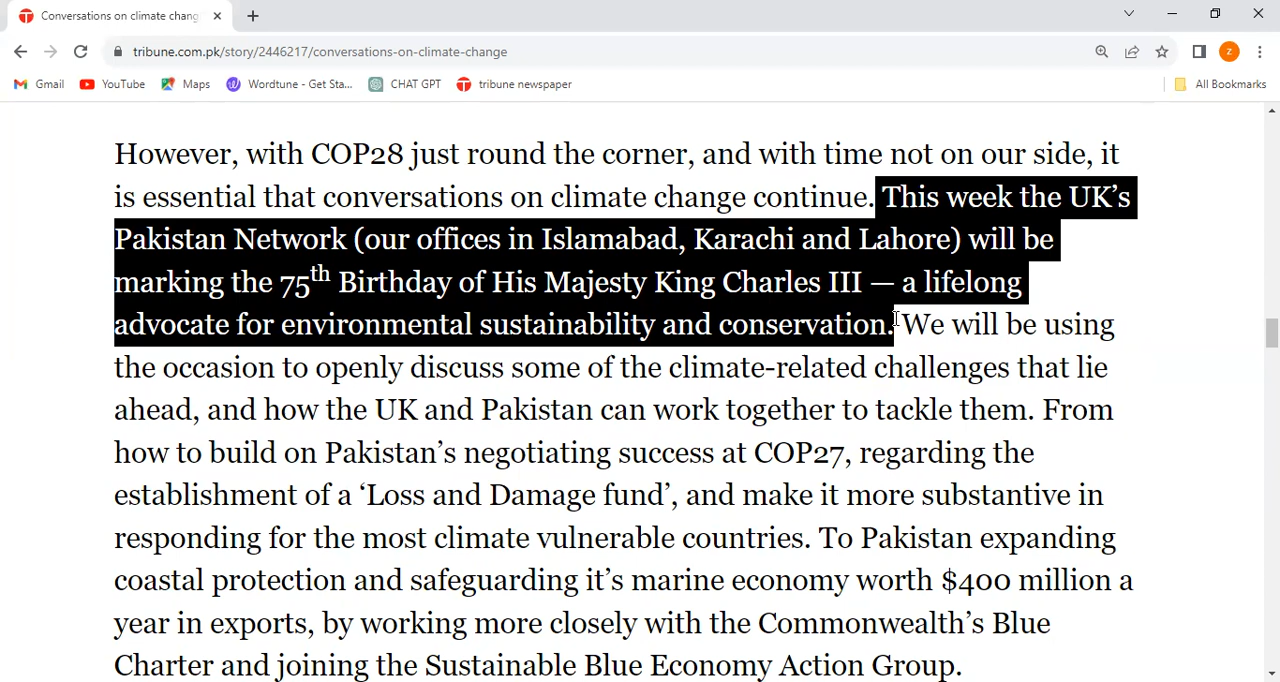 Conversations on climate chang
tribune.com.pk/story/2446217/conversations-on-climate-change
Z
Gmail YouTube Maps Wordtune - Get Sta... CHAT GPT tribune newspaper All Bookmarks
However, with COP28 just round the corner, and with time not on our side, it
is essential that conversations on climate change continue. This week the UK’s
Pakistan Network (our offices in Islamabad, Karachi and Lahore) will be
marking the 75th Birthday of His Majesty King Charles III — a lifelong
advocate for environmental sustainability and conservation. We will be using
the occasion to openly discuss some of the climate-related challenges that lie
ahead, and how the UK and Pakistan can work together to tackle them. From
how to build on Pakistan’s negotiating success at COP27, regarding the
establishment of a ‘Loss and Damage fund’, and make it more substantive in
responding for the most climate vulnerable countries. To Pakistan expanding
coastal protection and safeguarding it’s marine economy worth $400 million a
year in exports, by working more closely with the Commonwealth’s Blue
Charter and joining the Sustainable Blue Economy Action Group.